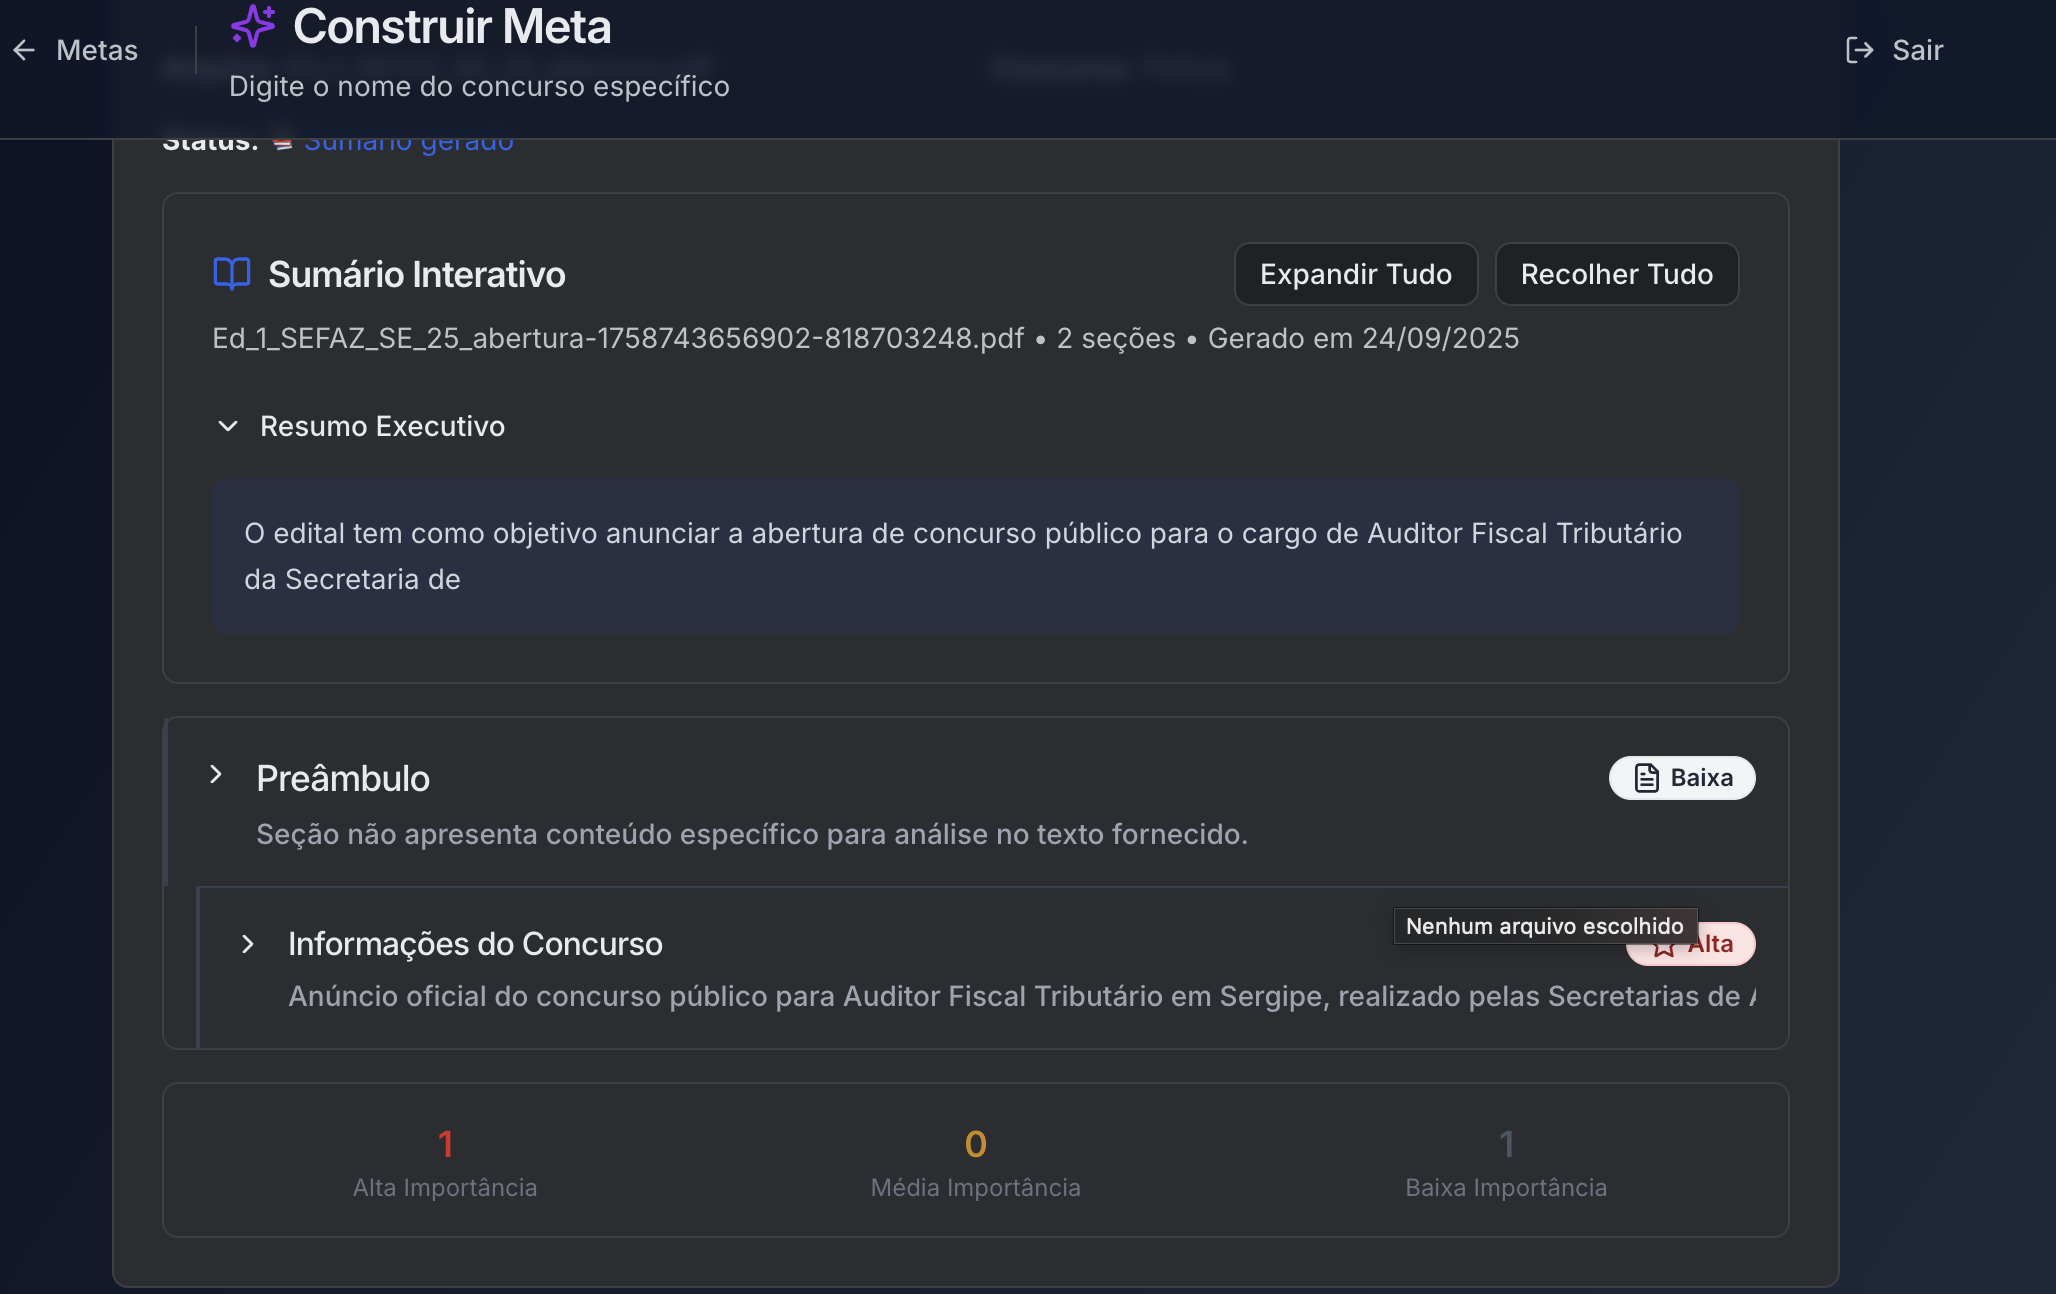 Metas
Construir Meta
Digite o nome do concurso específico
Sair
Status: Sumário gerado
Sumário Interativo
Expandir Tudo
Recolher Tudo
Ed_1_SEFAZ_SE_25_abertura-1758743656902-818703248.pdf • 2 seções • Gerado em 24/09/2025
Resumo Executivo
O edital tem como objetivo anunciar a abertura de concurso público para o cargo de Auditor Fiscal Tributário
da Secretaria de
Preâmbulo
Baixa
Seção não apresenta conteúdo específico para análise no texto fornecido.
Nenhum arquivo escolhido
Informações do Concurso
Alta
Anúncio oficial do concurso público para Auditor Fiscal Tributário em Sergipe, realizado pelas Secretarias de
1
Alta Importância
0
Média Importância
1
Baixa Importância